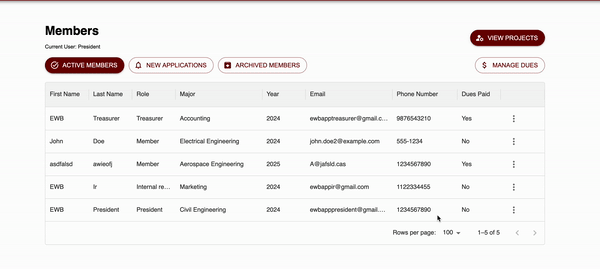 Members
Current User: President
VIEW PROJECTS
ACTIVE MEMBERS NEW APPLICATIONS ARCHIVED MEMBERS MANAGE DUES
First Name Last Name Role Major Year Email Phone Number Dues Paid
EWB Treasurer Treasurer Accounting 2024 ewbapptreasurer@gmail.c... 9876543210 Yes
John Doe Member Electrical Engineering 2024 john.doe2@example.com 555-1234 No
asdfalsd awieofj Member Aerospace Engineering 2025 A@jafsld.cas 1234567890 Yes
EWB Ir Internal re... Marketing 2024 ewbappir@gmail.com 1122334455 No
EWB President President Civil Engineering 2024 ewbapppresident@gmail.... 1234567890 No
Rows per page: 100 1–5 of 5